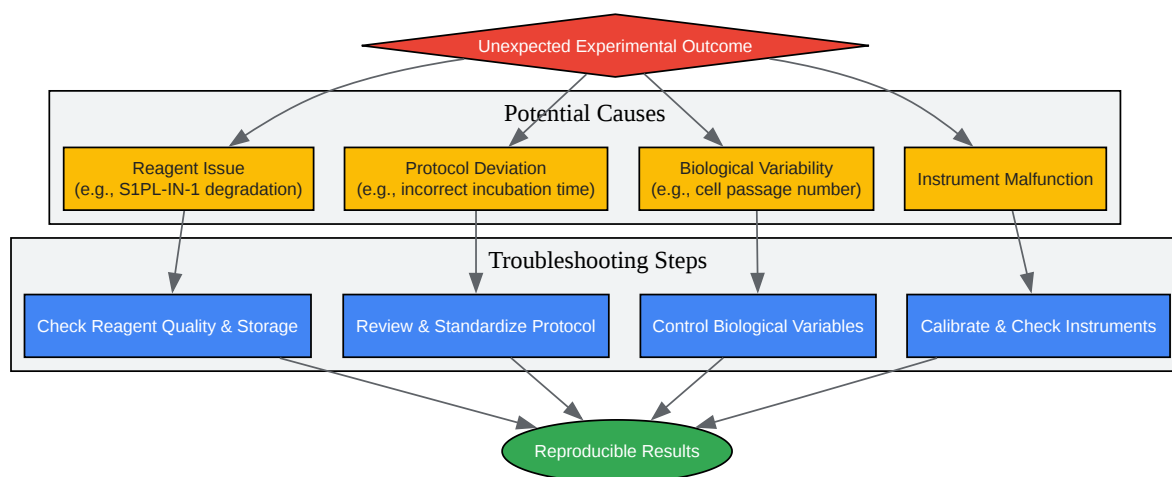 Unexpected Experimental Outcome
Potential Causes
Reagent Issue
(e.g., S1PL-IN-1 degradation)
Protocol Deviation
(e.g., incorrect incubation time)
Biological Variability
(e.g., cell passage number)
Instrument Malfunction
Troubleshooting Steps
Check Reagent Quality & Storage
Review & Standardize Protocol
Control Biological Variables
Calibrate & Check Instruments
Reproducible Results